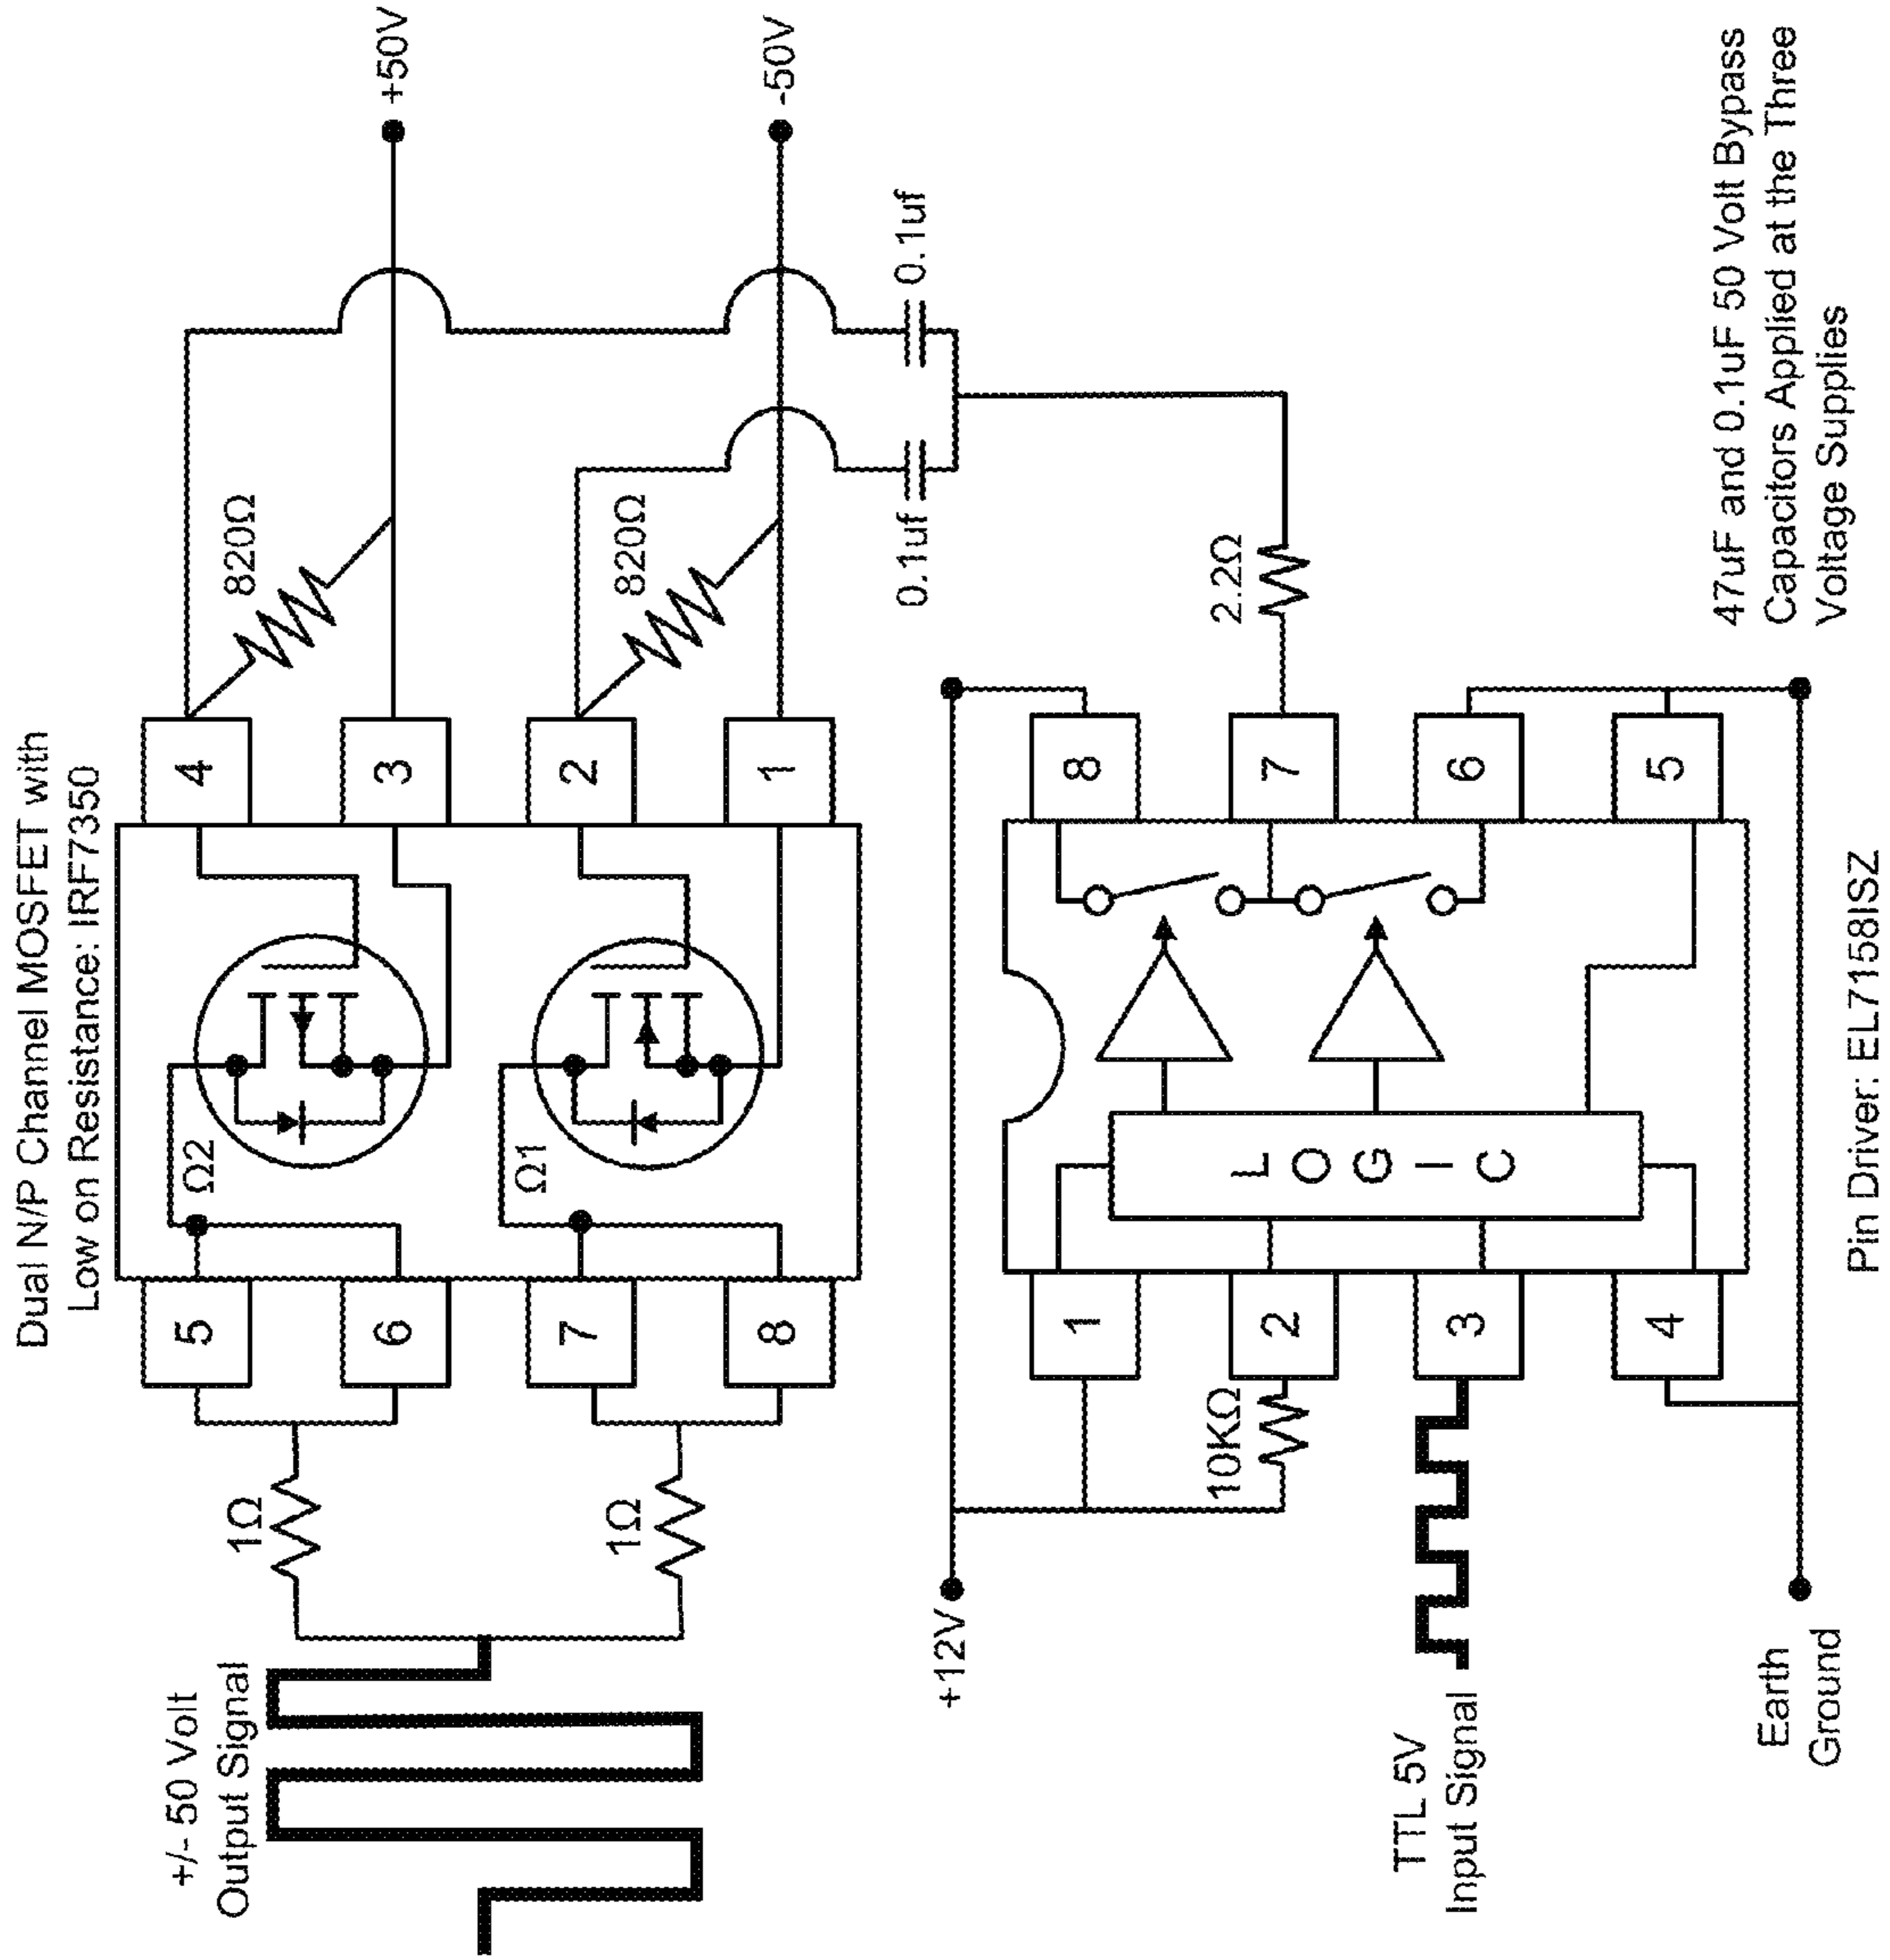 Dual N/P Channel MOSFET with
Low on Resistance: IRF7350
+/- 50 Volt
Output Signal
1Ω
1Ω
5
6
7
8
Ω2
Ω1
4
3
2
1
820Ω
820Ω
+50V
-50V
0.1uf
0.1uf
2.2Ω
+12V
10KΩ
TTL 5V
Input Signal
Earth
Ground
1
2
3
4
L
O
G
I
C
8
7
6
5
Pin Driver: EL7158ISZ
47uF and 0.1uF 50 Volt Bypass
Capacitors Applied at the Three
Voltage Supplies